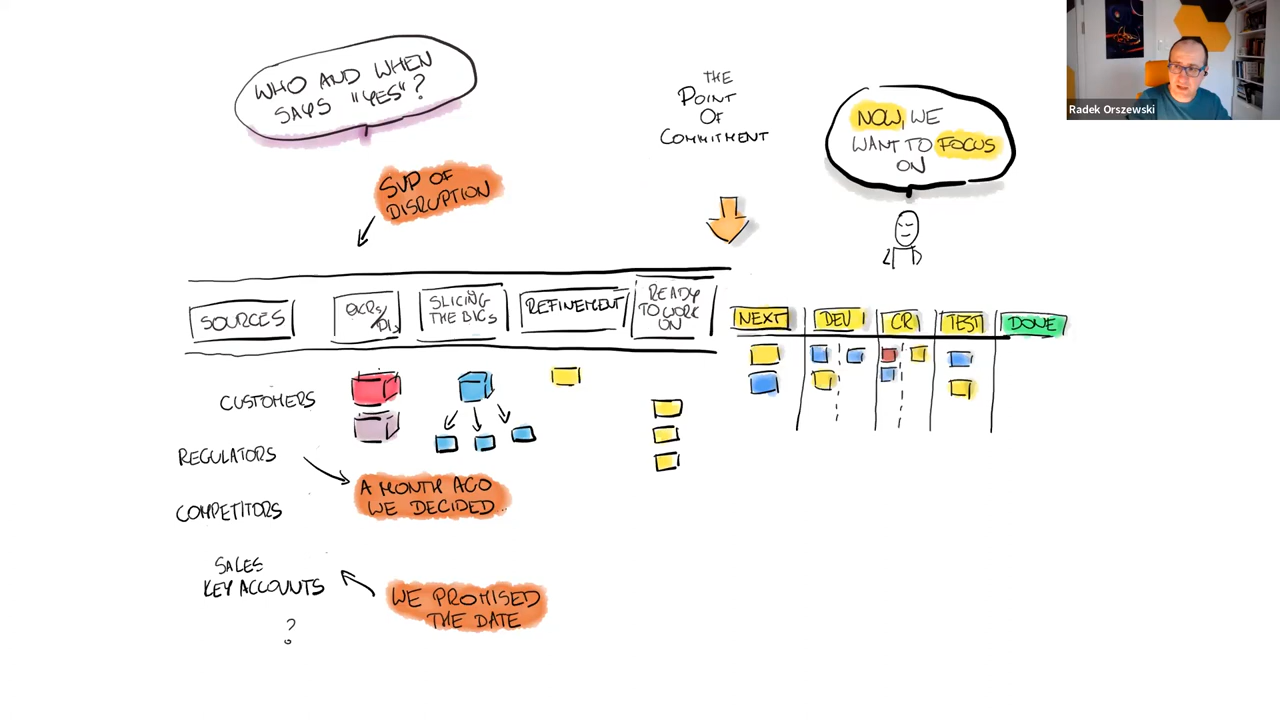 WHO AND WHEN
SAYS "YES"?
THE
POINT
OF
COMMITMENT
NOW, WE
WANT TO FOCUS
ON
Radek Orszewski
SVP OF
DISRUPTION
SOURCES
OKRs/
SLICING
THE BIGs
REFINEMENT
READY
TO WORK
ON
NEXT
DEV
CR
TEST
DONE
CUSTOMERS
REGULATORS
COMPETITORS
SALES
KEY ACCOUNTS
?
A MONTH AGO
WE DECIDED
WE PROMISED
THE DATE